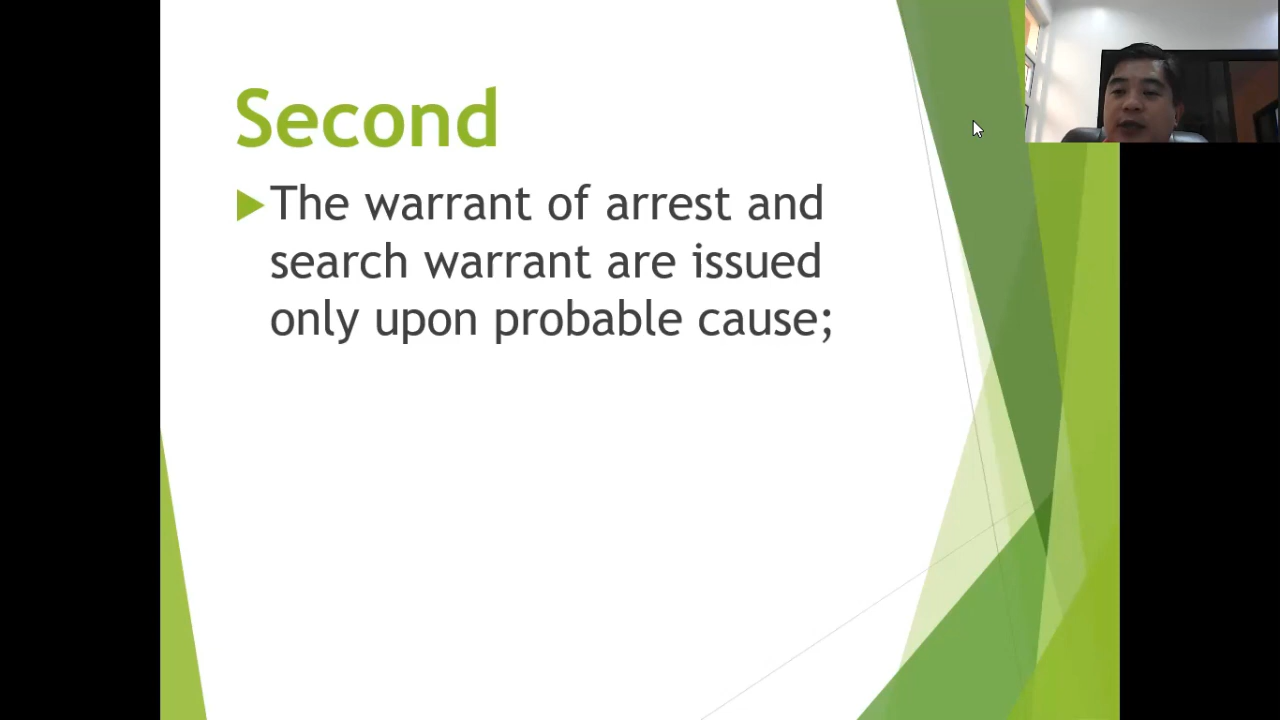 Second
The warrant of arrest and
search warrant are issued
only upon probable cause;